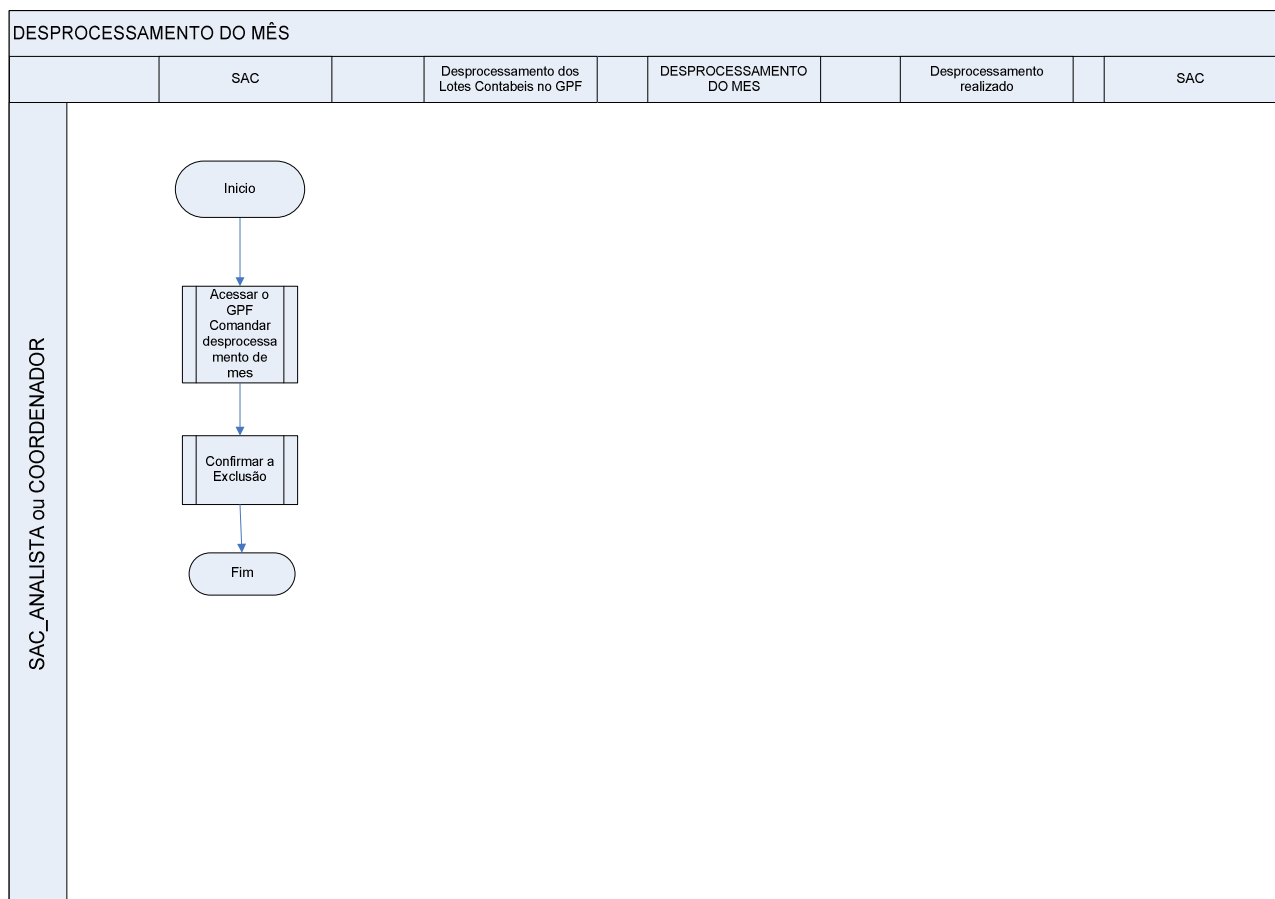 DESPROCESSAMENTO DO MÊS
SAC
Desprocessamento dos
Lotes Contabeis no GPF
DESPROCESSAMENTO
DO MES
Desprocessamento
realizado
SAC
SAC_ANALISTA ou COORDENADOR
Inicio
Acessar o
GPF
Comandar
desprocessa
mento de
mes
Confirmar a
Exclusão
Fim